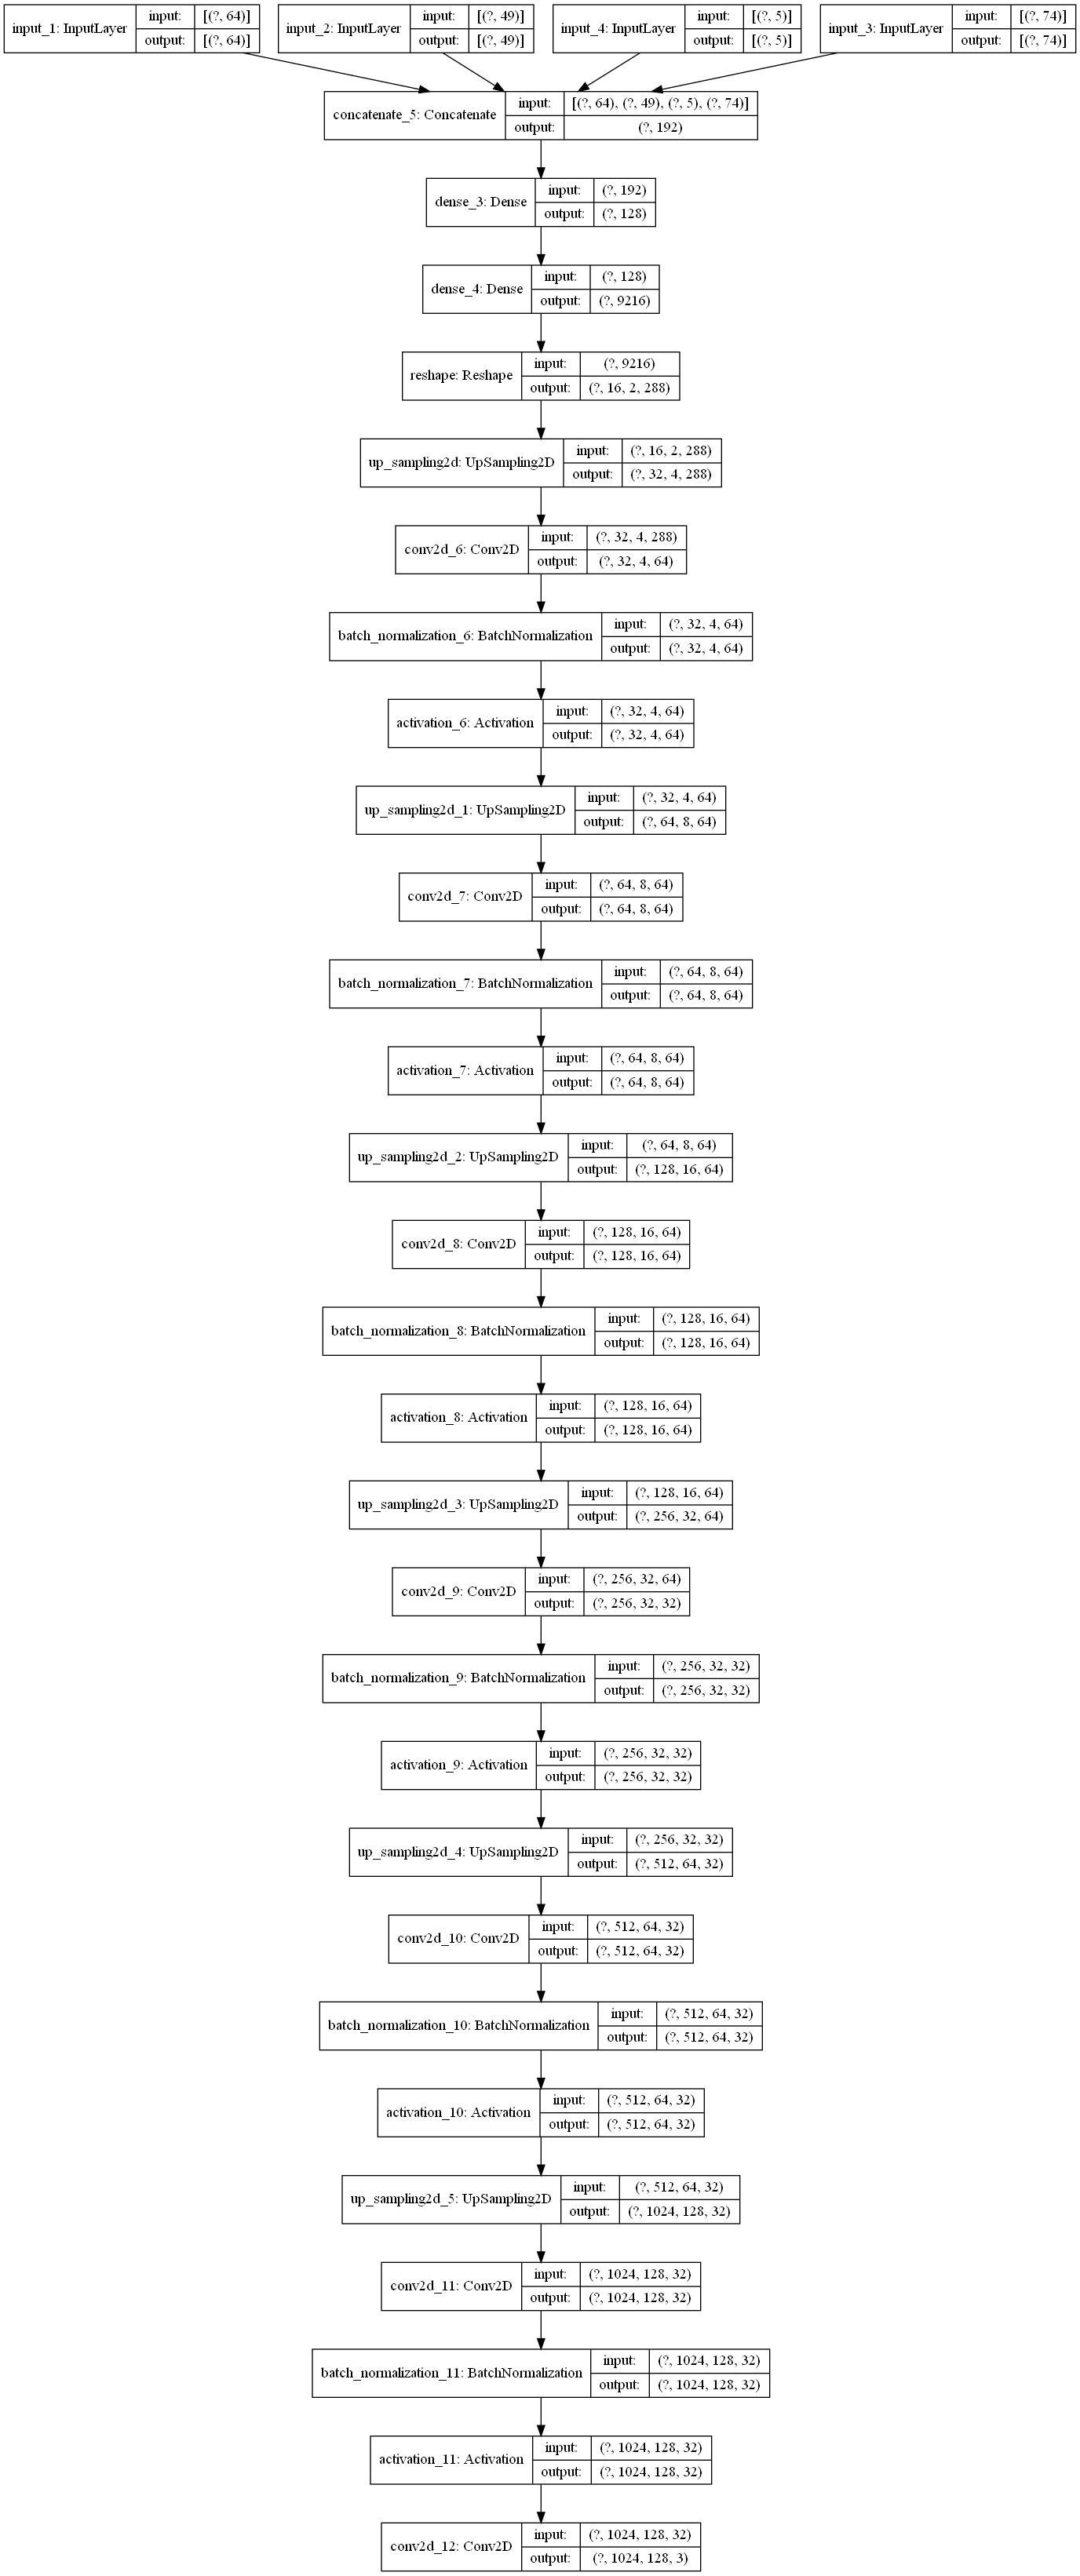 input_1: InputLayer input: [(?, 64)] output: [(?, 64)]
input_2: InputLayer input: [(?, 49)] output: [(?, 49)]
input_4: InputLayer input: [(?, 5)] output: [(?, 5)]
input_3: InputLayer input: [(?, 74)] output: [(?, 74)]
concatenate_5: Concatenate input: [(?, 64), (?, 49), (?, 5), (?, 74)] output: (?, 192)
dense_3: Dense input: (?, 192) output: (?, 128)
dense_4: Dense input: (?, 128) output: (?, 9216)
reshape: Reshape input: (?, 9216) output: (?, 16, 2, 288)
up_sampling2d: UpSampling2D input: (?, 16, 2, 288) output: (?, 32, 4, 288)
conv2d_6: Conv2D input: (?, 32, 4, 288) output: (?, 32, 4, 64)
batch_normalization_6: BatchNormalization input: (?, 32, 4, 64) output: (?, 32, 4, 64)
activation_6: Activation input: (?, 32, 4, 64) output: (?, 32, 4, 64)
up_sampling2d_1: UpSampling2D input: (?, 32, 4, 64) output: (?, 64, 8, 64)
conv2d_7: Conv2D input: (?, 64, 8, 64) output: (?, 64, 8, 64)
batch_normalization_7: BatchNormalization input: (?, 64, 8, 64) output: (?, 64, 8, 64)
activation_7: Activation input: (?, 64, 8, 64) output: (?, 64, 8, 64)
up_sampling2d_2: UpSampling2D input: (?, 64, 8, 64) output: (?, 128, 16, 64)
conv2d_8: Conv2D input: (?, 128, 16, 64) output: (?, 128, 16, 64)
batch_normalization_8: BatchNormalization input: (?, 128, 16, 64) output: (?, 128, 16, 64)
activation_8: Activation input: (?, 128, 16, 64) output: (?, 128, 16, 64)
up_sampling2d_3: UpSampling2D input: (?, 128, 16, 64) output: (?, 256, 32, 64)
conv2d_9: Conv2D input: (?, 256, 32, 64) output: (?, 256, 32, 32)
batch_normalization_9: BatchNormalization input: (?, 256, 32, 32) output: (?, 256, 32, 32)
activation_9: Activation input: (?, 256, 32, 32) output: (?, 256, 32, 32)
up_sampling2d_4: UpSampling2D input: (?, 256, 32, 32) output: (?, 512, 64, 32)
conv2d_10: Conv2D input: (?, 512, 64, 32) output: (?, 512, 64, 32)
batch_normalization_10: BatchNormalization input: (?, 512, 64, 32) output: (?, 512, 64, 32)
activation_10: Activation input: (?, 512, 64, 32) output: (?, 512, 64, 32)
up_sampling2d_5: UpSampling2D input: (?, 512, 64, 32) output: (?, 1024, 128, 32)
conv2d_11: Conv2D input: (?, 1024, 128, 32) output: (?, 1024, 128, 32)
batch_normalization_11: BatchNormalization input: (?, 1024, 128, 32) output: (?, 1024, 128, 32)
activation_11: Activation input: (?, 1024, 128, 32) output: (?, 1024, 128, 32)
conv2d_12: Conv2D input: (?, 1024, 128, 32) output: (?, 1024, 128, 3)